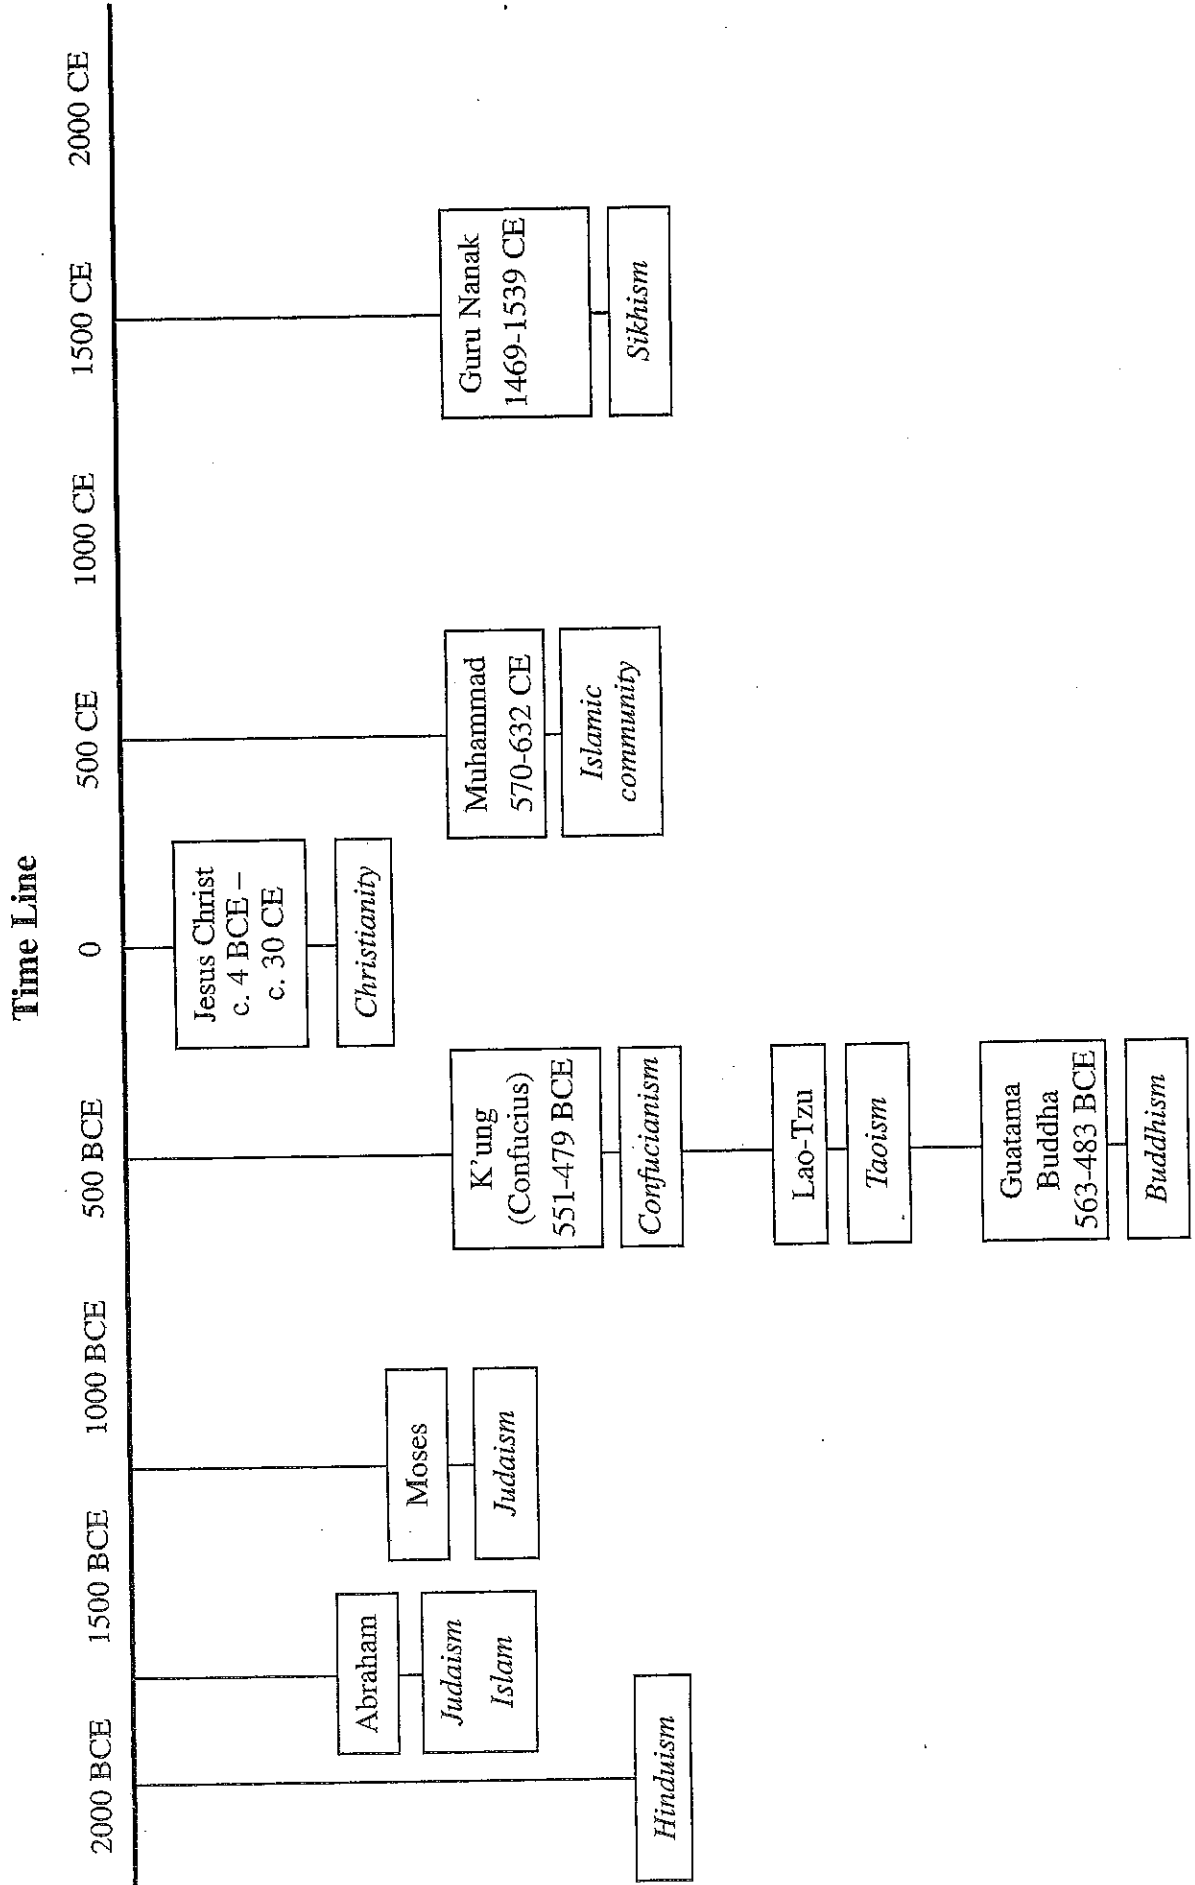 Time Line
2000 BCE
1500 BCE
1000 BCE
500 BCE
0
500 CE
1000 CE
1500 CE
2000 CE
Hinduism
Abraham
Judaism
Islam
Moses
Judaism
K'ung
(Confucius)
551-479 BCE
Confucianism
Lao-Tzu
Taoism
Guatama
Buddha
563-483 BCE
Buddhism
Jesus Christ
c. 4 BCE –
c. 30 CE
Christianity
Muhammad
570-632 CE
Islamic
community
Guru Nanak
1469-1539 CE
Sikhism